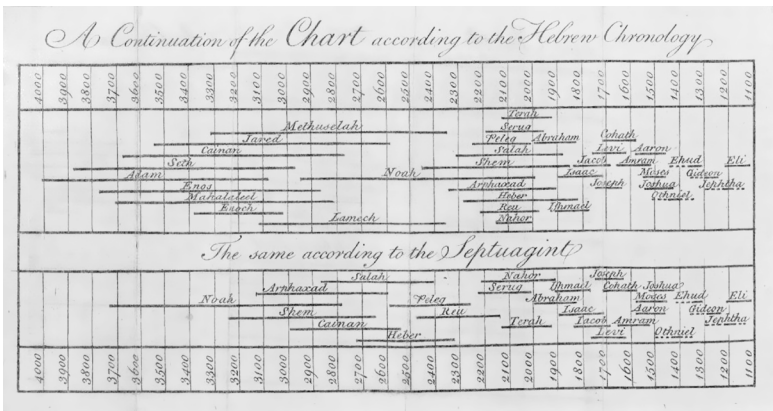 A Continuation of the Chart according to the Hebrew Chronology
4000 3900 3800 3700 3600 3500 3400 3300 3200 3100 3000 2900 2800 2700 2600 2500 2400 2300 2200 2100 2000 1900 1800 1700 1600 1500 1400 1300 1200 1100
Terah
Methuselah Serug Cohath
Jared Peleg Abraham
Cainan Salah Levi Aaron
Seth Shem Jacob Amram Ehud Eli
Adam Noah Isaac Moses Gideon
Enos Arphaxad Joseph Joshua Jephtha
Mahalaleel Heber Othniel
Enoch Reu Ishmael
Lamech Nahor
The same according to the Septuagint
Salah Nahor Joseph
Arphaxad Serug Ishmael Cohath Joshua
Noah Peleg Abraham Moses Ehud Eli
Shem Reu Isaac Aaron Gideon
Cainan Terah Jacob Amram Jephtha
Heber Levi Othniel
4000 3900 3800 3700 3600 3500 3400 3300 3200 3100 3000 2900 2800 2700 2600 2500 2400 2300 2200 2100 2000 1900 1800 1700 1600 1500 1400 1300 1200 1100